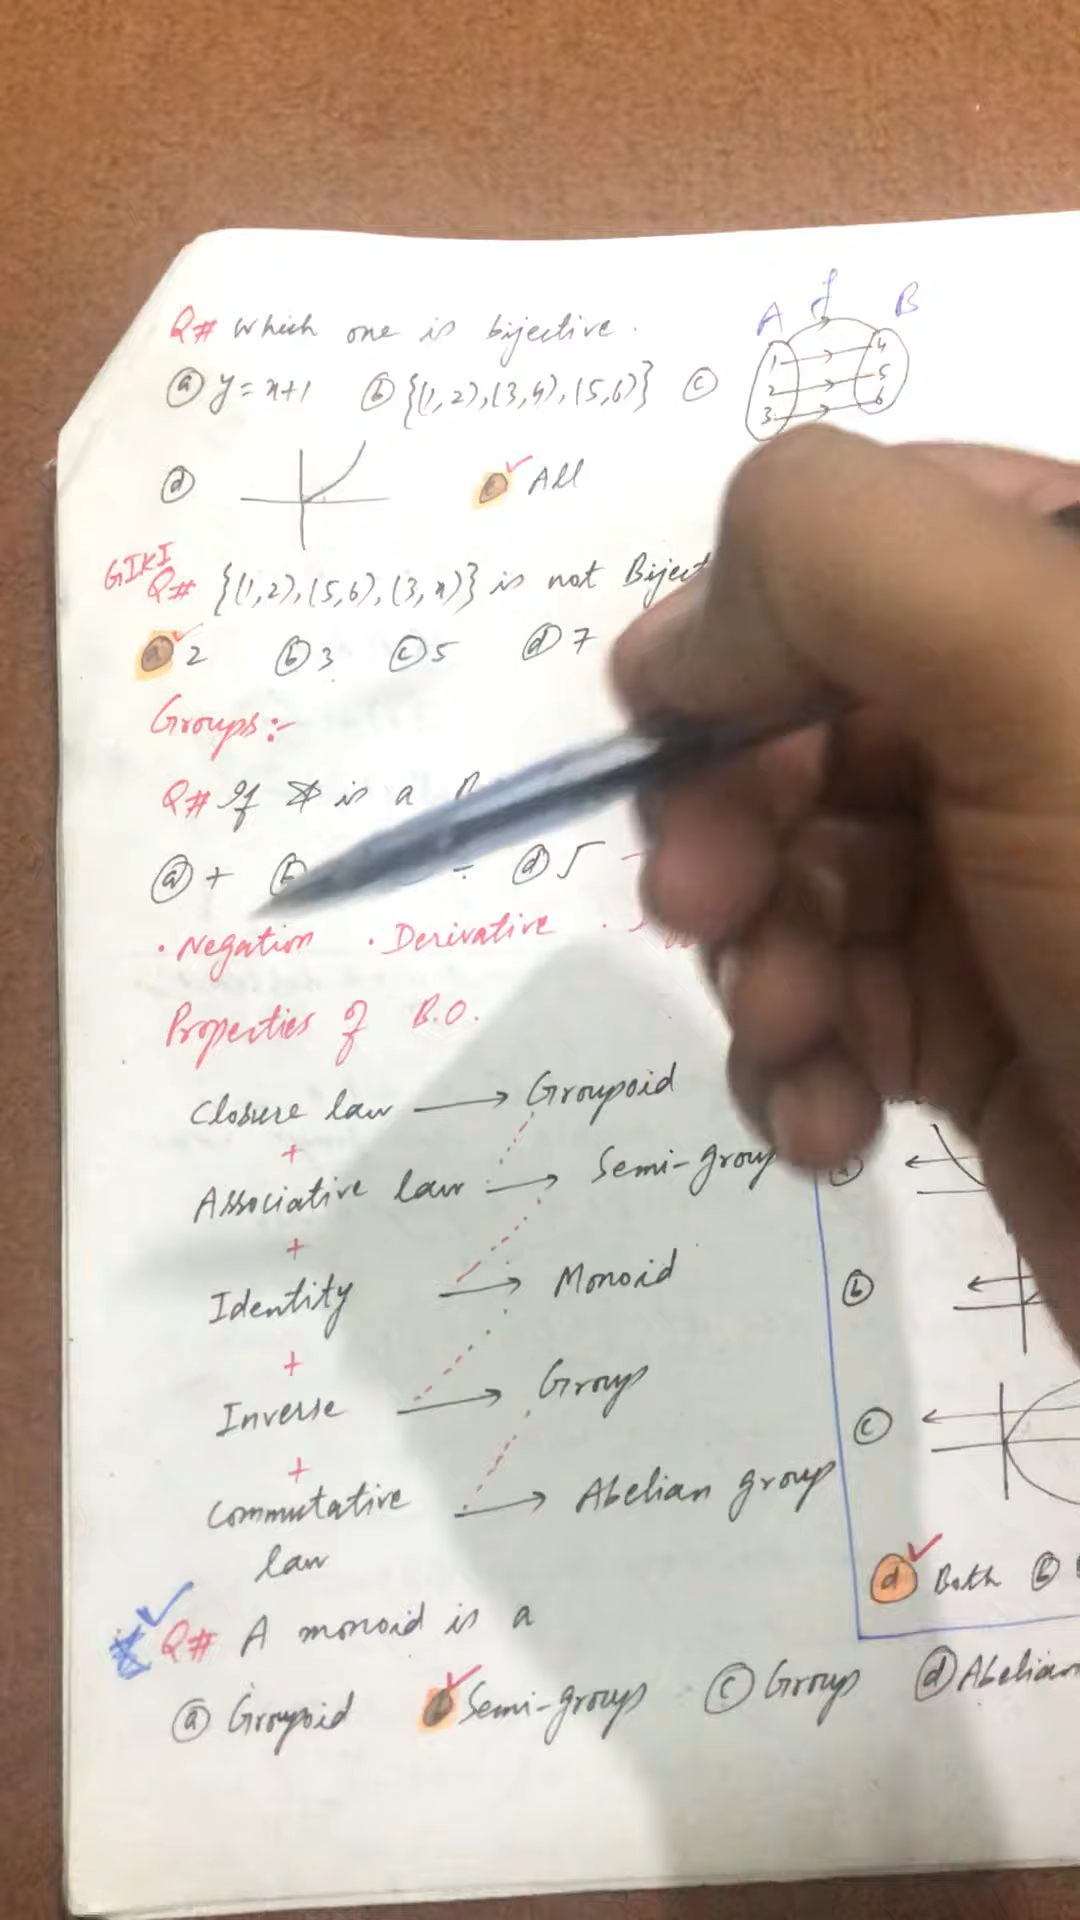 Q# Which one is bijective.
A f B
ⓐ y = x+1 ⓑ {(1,2),(3,4),(5,6)} ⓒ 1 2 3 4 5 6
ⓓ ⓔ All
GIKI
Q# {(1,2),(5,6),(3,x)} is not
ⓐ 2 ⓑ 3 ⓒ 5 ⓓ 7
Groups:-
Q# If * is a
ⓐ + ÷ ⓓ √
· Negation · Derivative ·
Properties of B.O.
Closure law → Groupoid
+
Associative law → Semi-group
+
Identity → Monoid
+
Inverse → Group
+
Commutative → Abelian group
law
ⓐ
ⓑ
ⓒ
ⓓ Both ⓑ
Q# A monoid is a
ⓐ Groupoid ⓑ Semi-group ⓒ Group ⓓ Abelian